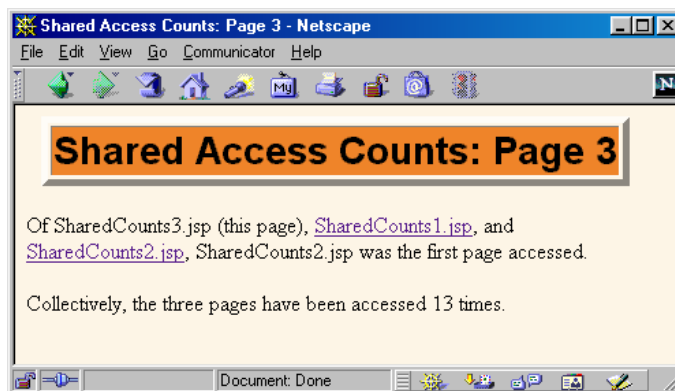 Shared Access Counts: Page 3 - Netscape
File Edit View Go Communicator Help
My
N
Shared Access Counts: Page 3
Of SharedCounts3.jsp (this page), SharedCounts1.jsp, and
SharedCounts2.jsp, SharedCounts2.jsp was the first page accessed.
Collectively, the three pages have been accessed 13 times.
Document: Done